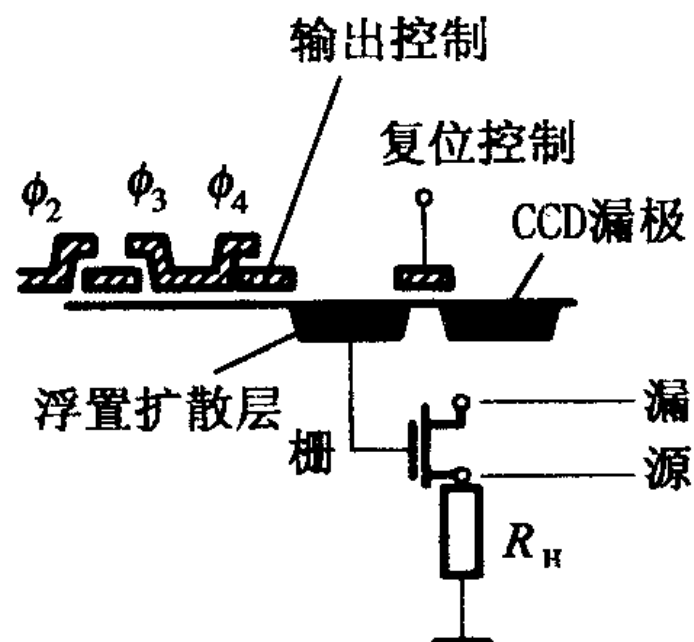 输出控制
复位控制
ϕ2 ϕ3 ϕ4
CCD漏极
浮置扩散层
栅
漏
源
RH